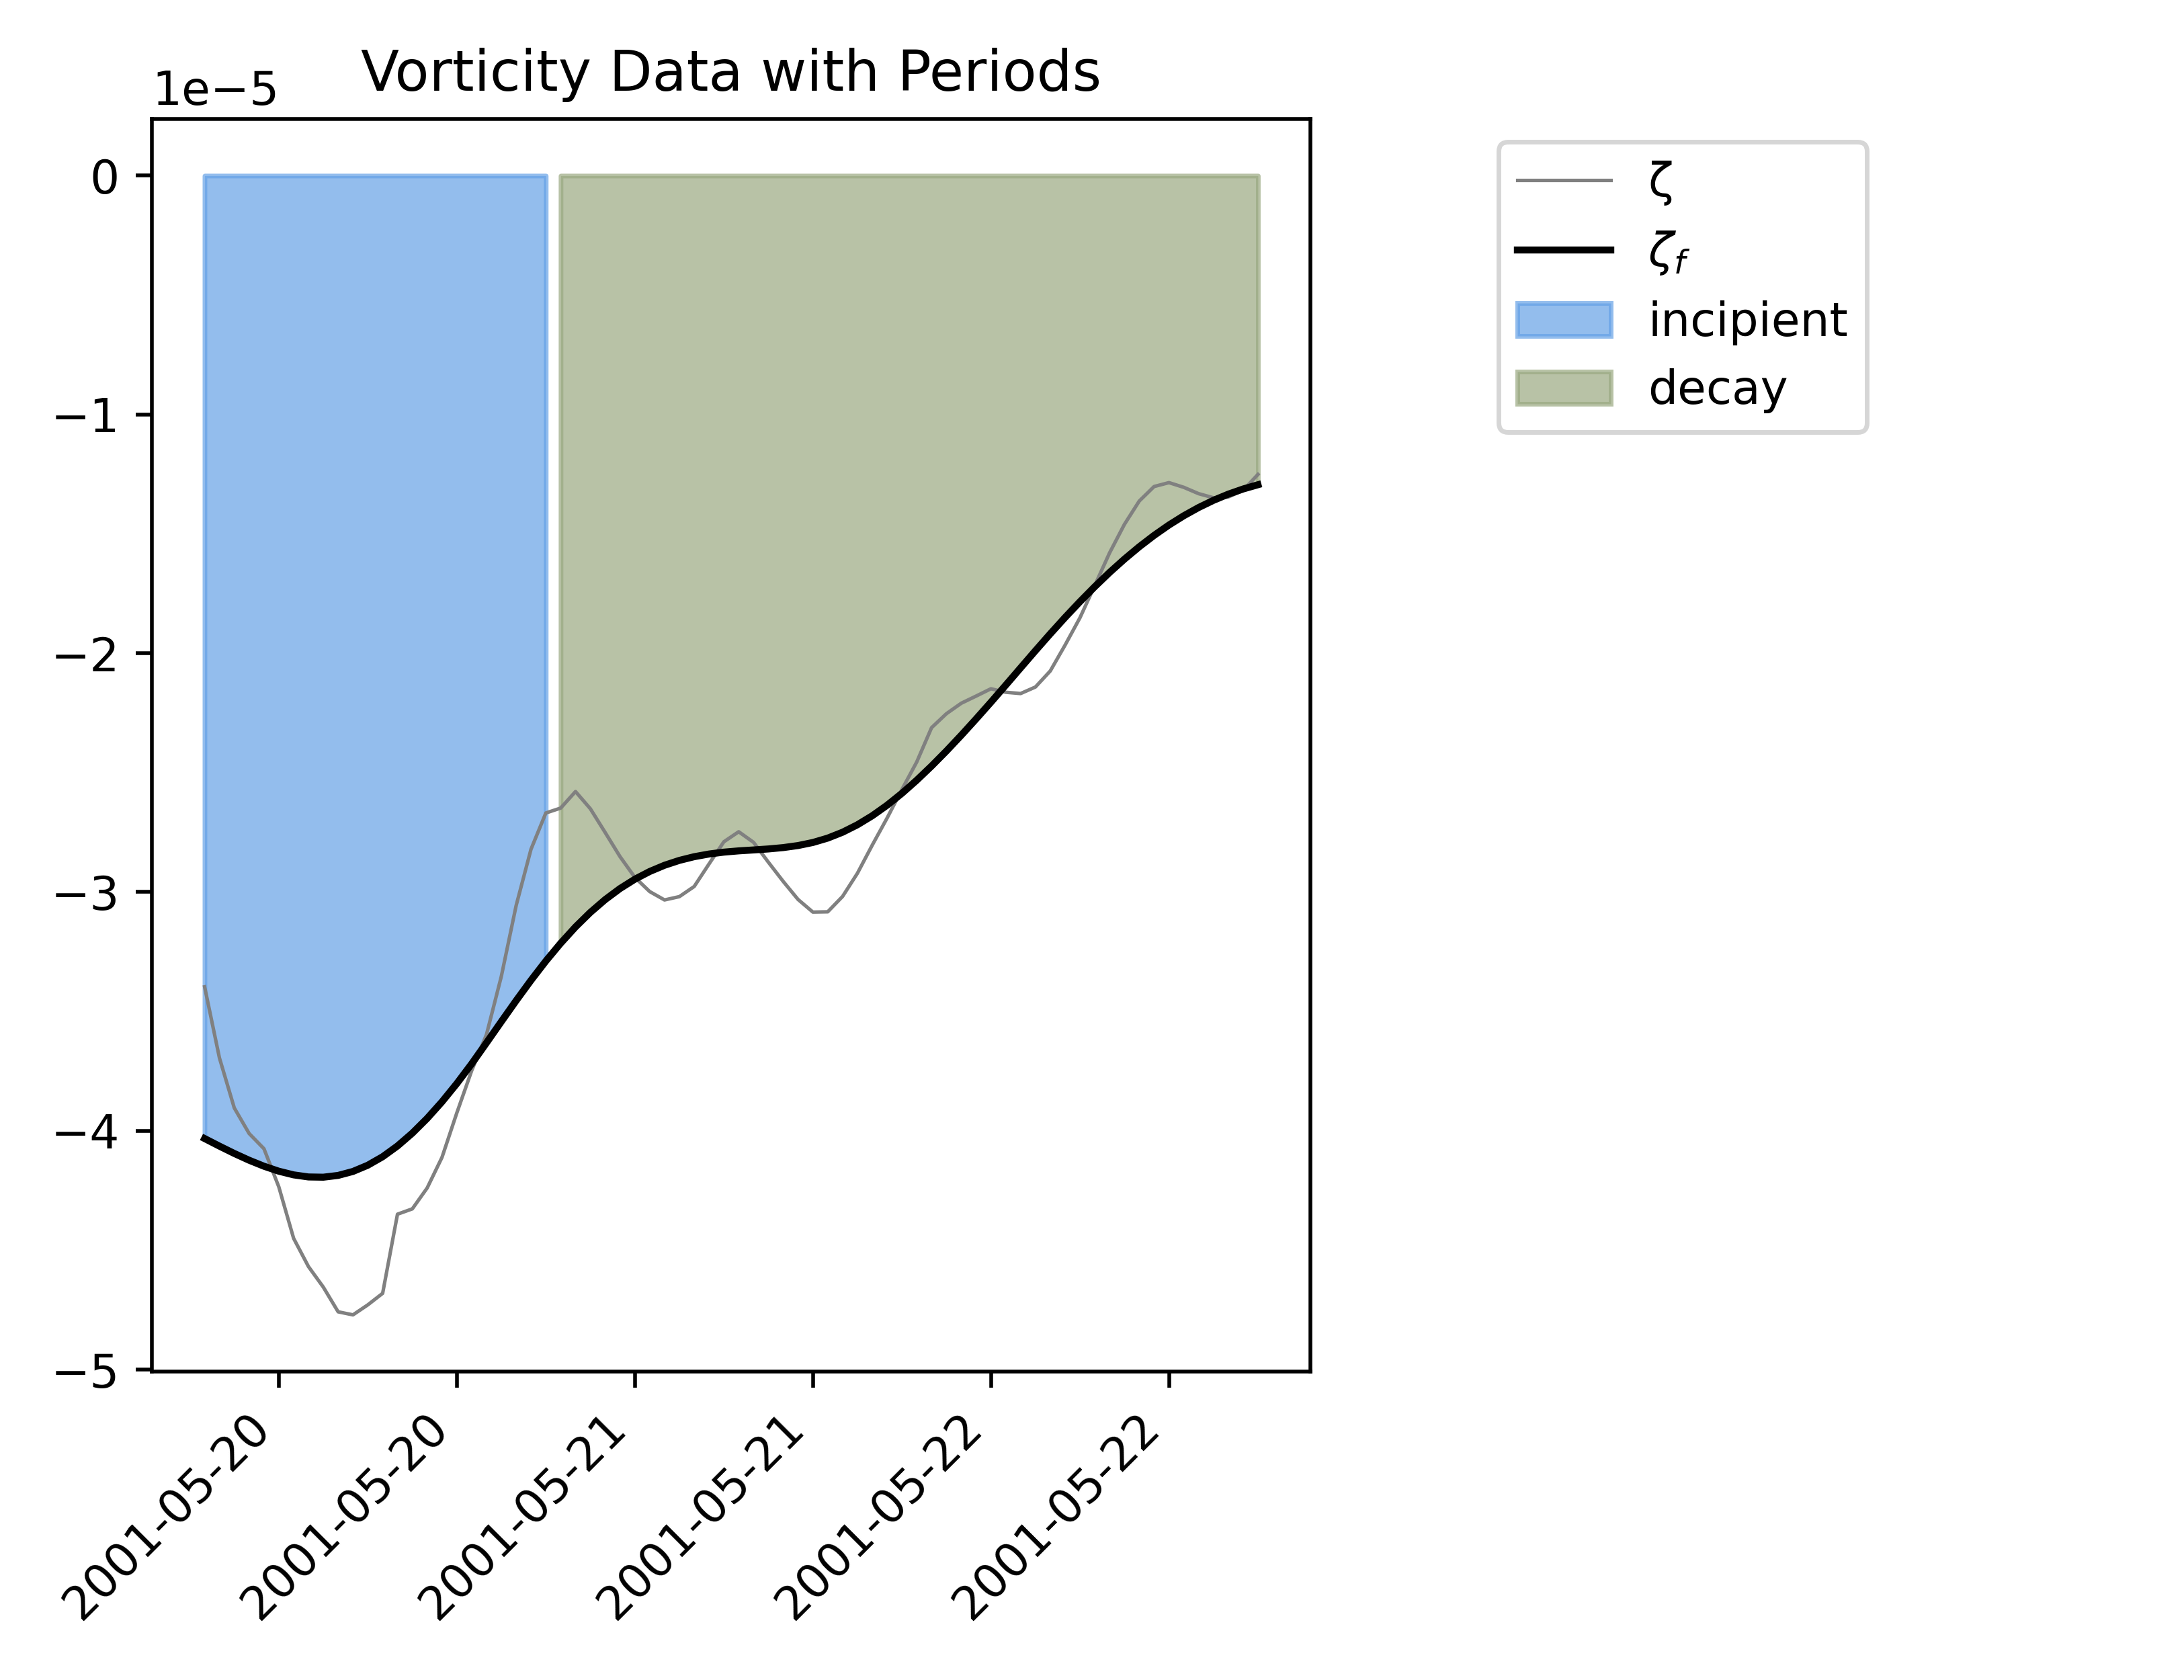 Vorticity Data with Periods
1e−5
0
−1
−2
−3
−4
−5
2001-05-20
2001-05-20
2001-05-21
2001-05-21
2001-05-22
2001-05-22
ζ
ζf
incipient
decay